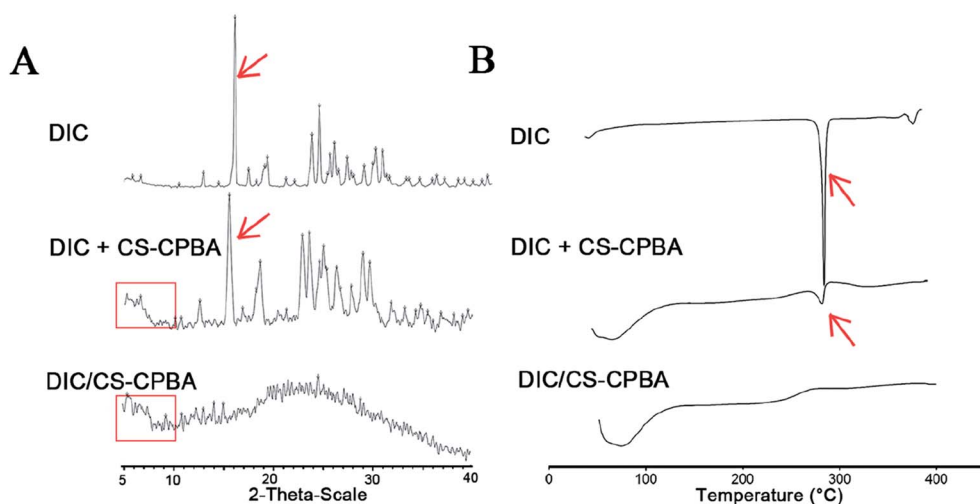 A
DIC
DIC + CS-CPBA
DIC/CS-CPBA
5 10 20 30 40
2-Theta-Scale
B
DIC
DIC + CS-CPBA
DIC/CS-CPBA
0 100 200 300 400
Temperature (°C)